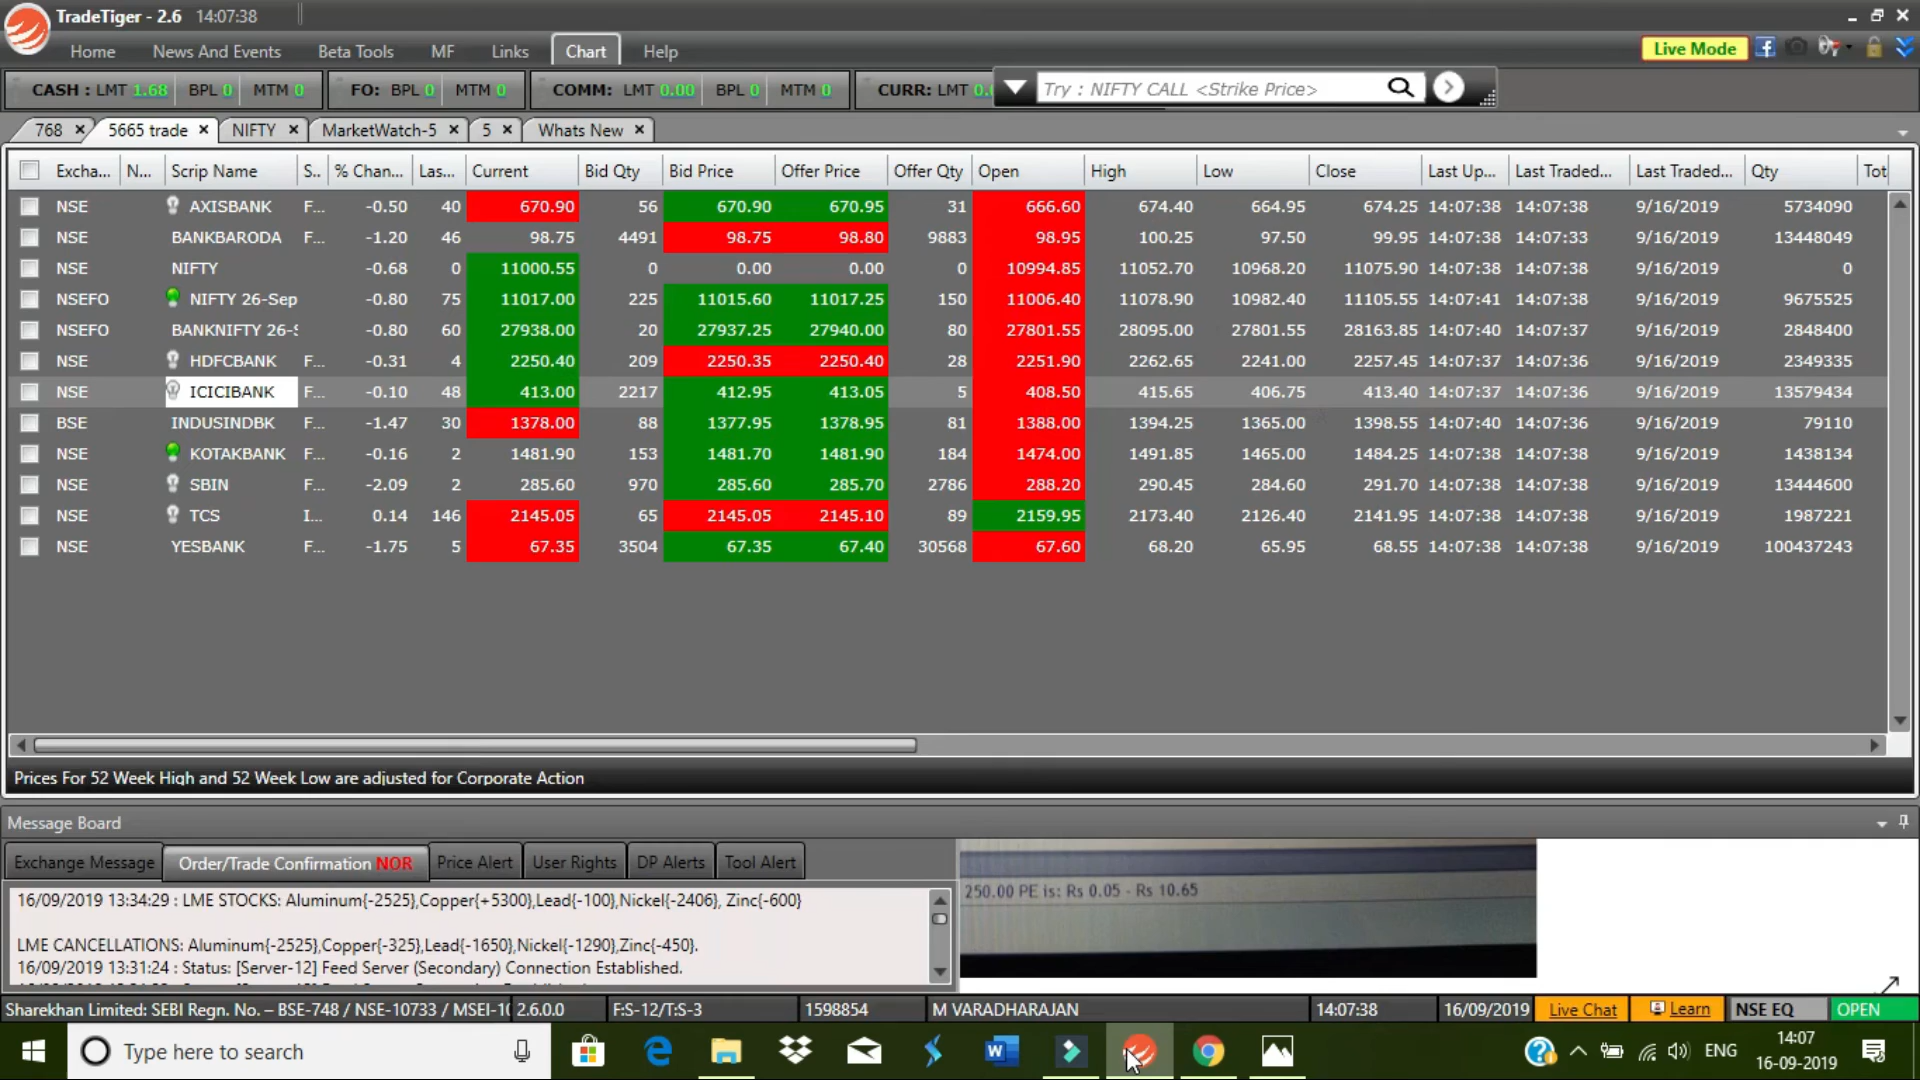 TradeTiger - 2.6 14:07:38
Home News And Events Beta Tools MF Links Chart Help
Live Mode
CASH : LMT 1.68 BPL 0 MTM 0 FO: BPL 0 MTM 0 COMM: LMT 0.00 BPL 0 MTM 0 CURR: LMT 0.0 Try : NIFTY CALL <Strike Price>
768 5665 trade NIFTY MarketWatch-5 5 Whats New
Excha... N... Scrip Name S.. % Chan... Las... Current Bid Qty Bid Price Offer Price Offer Qty Open High Low Close Last Up... Last Traded... Last Traded... Qty Tot
NSE AXISBANK F... -0.50 40 670.90 56 670.90 670.95 31 666.60 674.40 664.95 674.25 14:07:38 14:07:38 9/16/2019 5734090
NSE BANKBARODA F... -1.20 46 98.75 4491 98.75 98.80 9883 98.95 100.25 97.50 99.95 14:07:38 14:07:33 9/16/2019 13448049
NSE NIFTY -0.68 0 11000.55 0 0.00 0.00 0 10994.85 11052.70 10968.20 11075.90 14:07:38 14:07:38 9/16/2019 0
NSEFO NIFTY 26-Sep -0.80 75 11017.00 225 11015.60 11017.25 150 11006.40 11078.90 10982.40 11105.55 14:07:41 14:07:38 9/16/2019 9675525
NSEFO BANKNIFTY 26-S -0.80 60 27938.00 20 27937.25 27940.00 80 27801.55 28095.00 27801.55 28163.85 14:07:40 14:07:37 9/16/2019 2848400
NSE HDFCBANK F... -0.31 4 2250.40 209 2250.35 2250.40 28 2251.90 2262.65 2241.00 2257.45 14:07:37 14:07:36 9/16/2019 2349335
NSE ICICIBANK F... -0.10 48 413.00 2217 412.95 413.05 5 408.50 415.65 406.75 413.40 14:07:37 14:07:36 9/16/2019 13579434
BSE INDUSINDBK F... -1.47 30 1378.00 88 1377.95 1378.95 81 1388.00 1394.25 1365.00 1398.55 14:07:40 14:07:36 9/16/2019 79110
NSE KOTAKBANK F... -0.16 2 1481.90 153 1481.70 1481.90 184 1474.00 1491.85 1465.00 1484.25 14:07:38 14:07:38 9/16/2019 1438134
NSE SBIN F... -2.09 2 285.60 970 285.60 285.70 2786 288.20 290.45 284.60 291.70 14:07:38 14:07:38 9/16/2019 13444600
NSE TCS I... 0.14 146 2145.05 65 2145.05 2145.10 89 2159.95 2173.40 2126.40 2141.95 14:07:38 14:07:38 9/16/2019 1987221
NSE YESBANK F... -1.75 5 67.35 3504 67.35 67.40 30568 67.60 68.20 65.95 68.55 14:07:38 14:07:38 9/16/2019 100437243
Prices For 52 Week High and 52 Week Low are adjusted for Corporate Action
Message Board
Exchange Message Order/Trade Confirmation NOR Price Alert User Rights DP Alerts Tool Alert
16/09/2019 13:34:29 : LME STOCKS: Aluminum{-2525},Copper{+5300},Lead{-100},Nickel{-2406}, Zinc{-600}
250.00 PE is: Rs 0.05 - Rs 10.65
LME CANCELLATIONS: Aluminum{-2525},Copper{-325},Lead{-1650},Nickel{-1290},Zinc{-450}.
16/09/2019 13:31:24 : Status: [Server-12] Feed Server (Secondary) Connection Established.
Sharekhan Limited: SEBI Regn. No. – BSE-748 / NSE-10733 / MSEI-10 2.6.0.0 F:S-12/T:S-3 1598854 M VARADHARAJAN 14:07:38 16/09/2019 Live Chat Learn NSE EQ OPEN
Type here to search ENG 14:07
16-09-2019